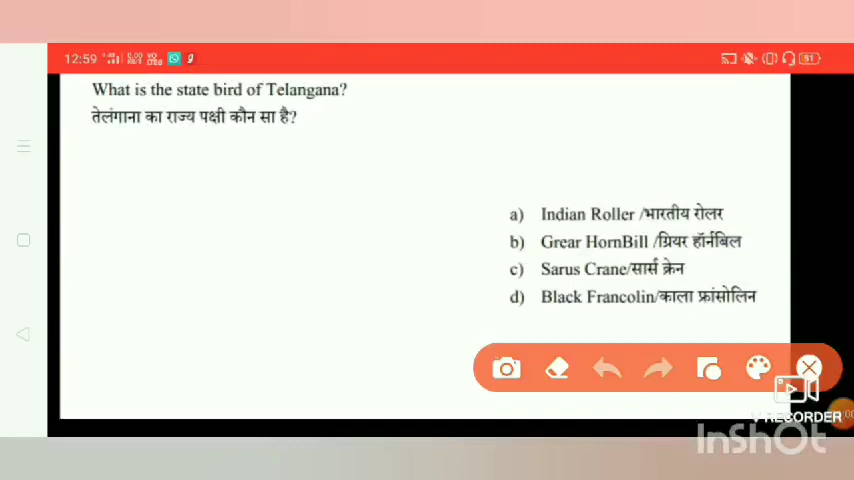 12:59
What is the state bird of Telangana?
तेलंगाना का राज्य पक्षी कौन सा है?
a) Indian Roller /भारतीय रोलर
b) Grear HornBill /ग्रियर हॉर्नबिल
c) Sarus Crane/सार्स क्रेन
d) Black Francolin/काला फ्रांसोलिन
V RECORDER
InShOt